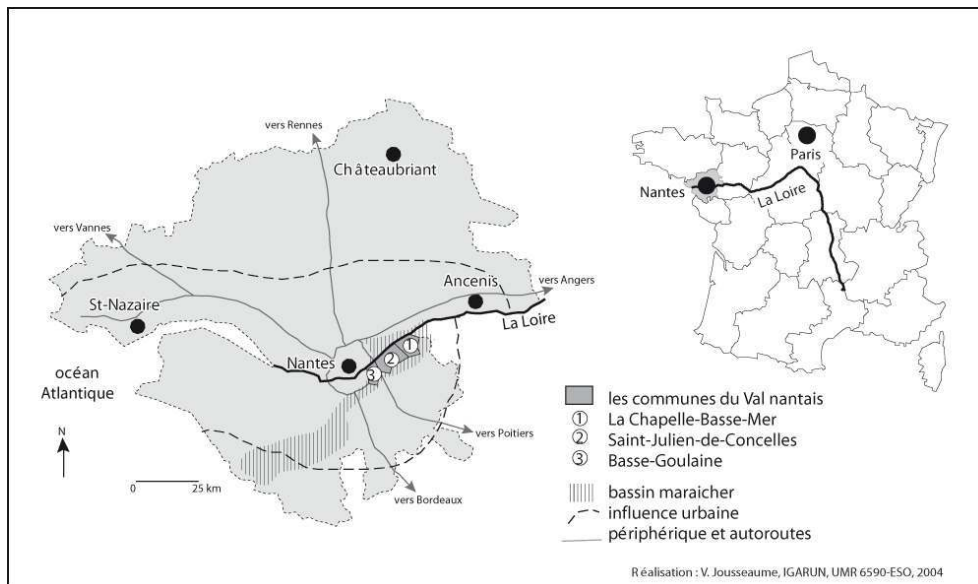 vers Rennes
Châteaubriant
vers Vannes
Ancenis
vers Angers
St-Nazaire
La Loire
Nantes
océan
Atlantique
1
2
3
N
vers Poitiers
0 25 km
vers Bordeaux
Paris
Nantes
La Loire
les communes du Val nantais
1 La Chapelle-Basse-Mer
2 Saint-Julien-de-Concelles
3 Basse-Goulaine
bassin maraicher
influence urbaine
périphérique et autoroutes
Réalisation : V. Jousseaume, IGARUN, UMR 6590-ESO, 2004